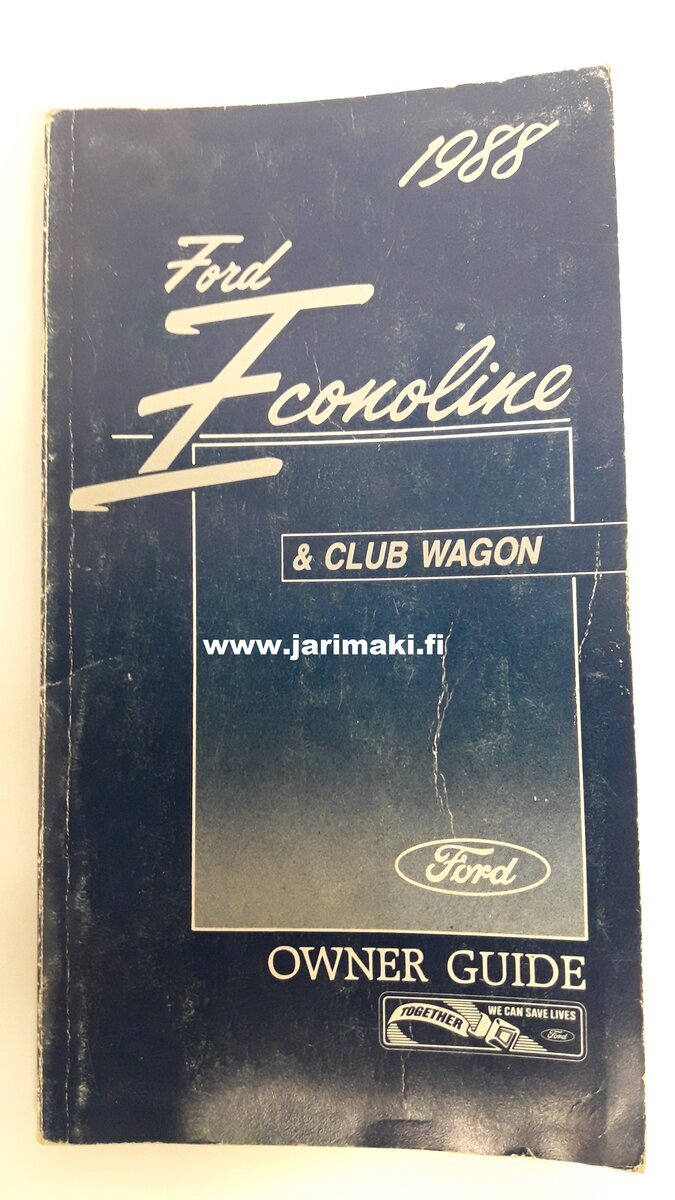 1988
Ford
Econoline
& CLUB WAGON
www.jarimaki.fi
Ford
OWNER GUIDE
TOGETHER WE CAN SAVE LIVES
Ford